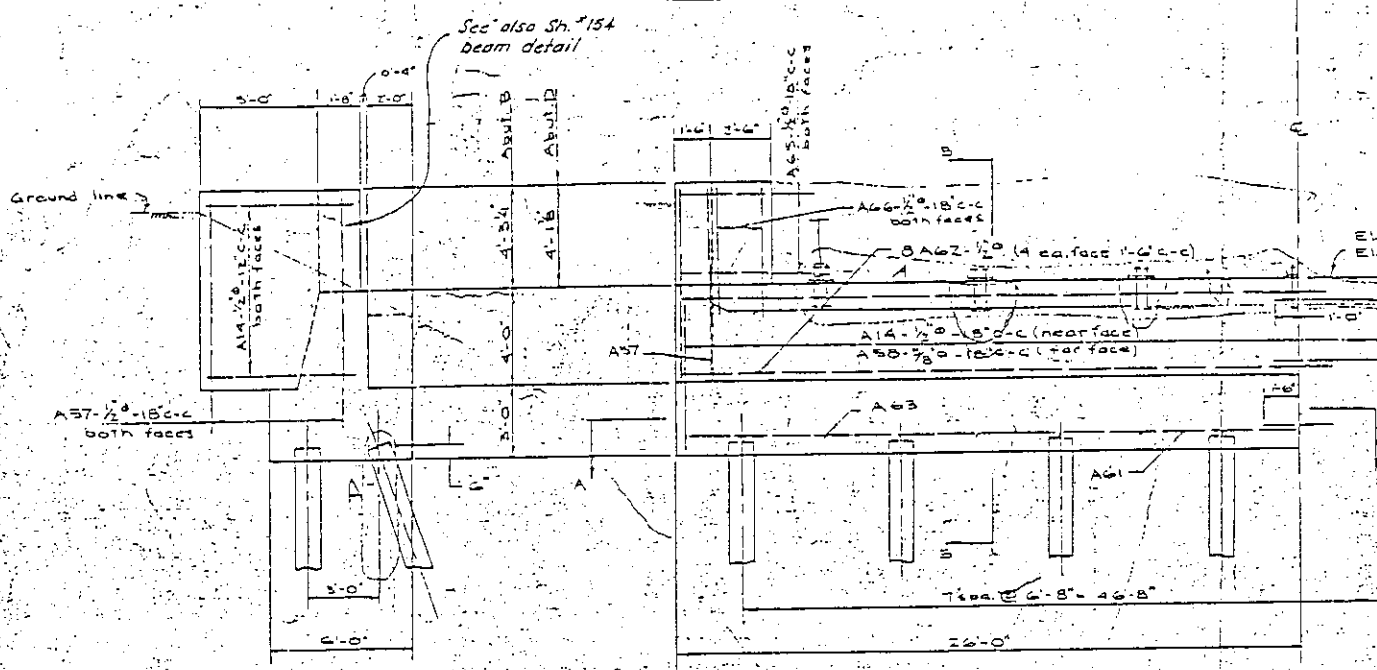 See also Sh. #154
beam detail
0'-4"
5'-0" 1'-8" 2'-0"
Abut. B
Abut. D
A65-½"ø-18"c-c
both faces
1'-6" 2'-6"
℄
B
Ground line
A66-½"ø-18"c-c
both faces
4'-3¼"
4'-1⅛"
8 A62-½"ø (4 ea. face 1'-6"c-c)
A
A14-½"ø-12"c-c
both faces
1'-0"
A14-½"ø-18"c-c (near face)
A58-⅝"ø-18"c-c (far face)
A57
4'-0"
1'-6"
A57-½"ø-18"c-c
both faces
A63
3'-0"
A61
6"
A
3'-0"
7 spa. @ 6'-8" = 46'-8"
6'-0"
26'-0"